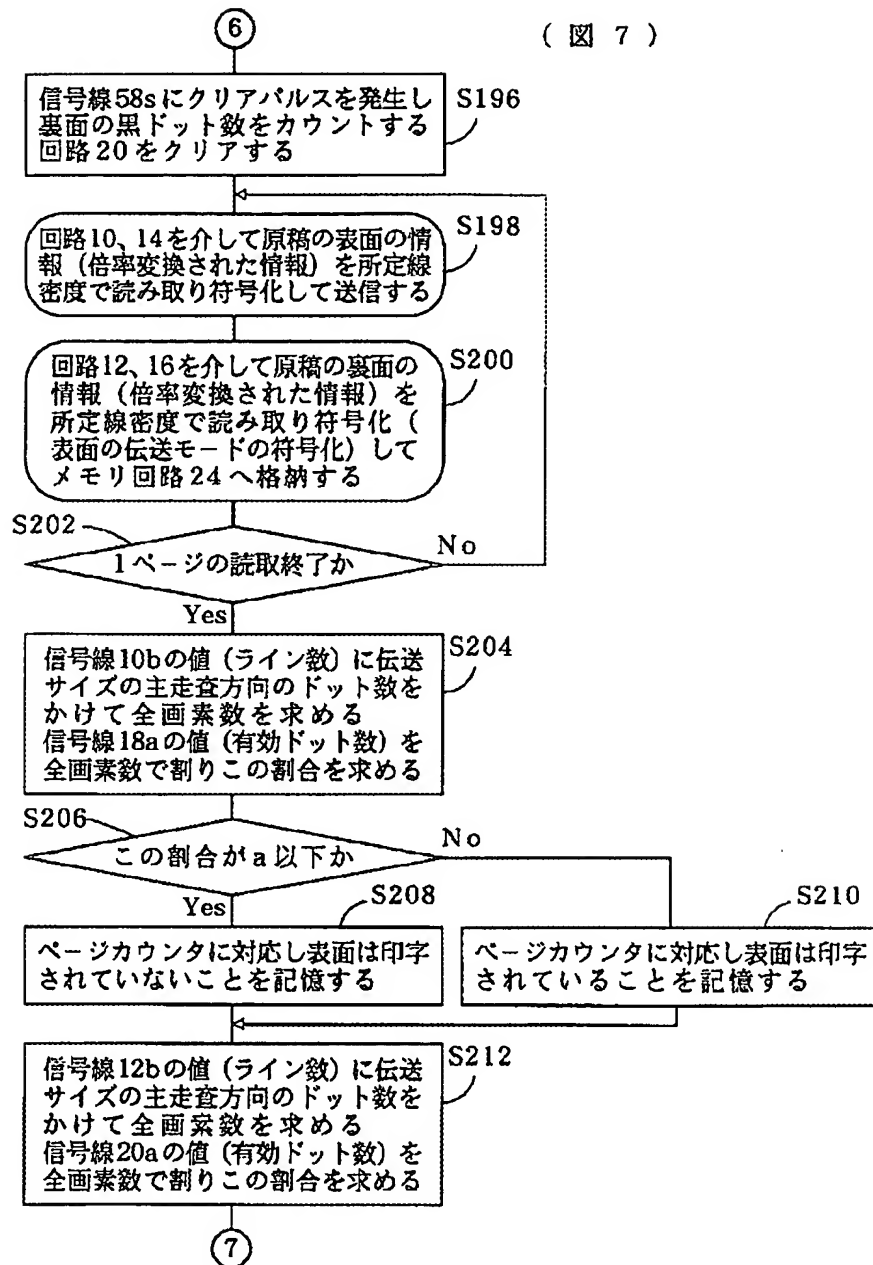 6
( 図 7 )
信号線58sにクリアパルスを発生し
裏面の黒ドット数をカウントする
回路20をクリアする
S196
回路10、14を介して原稿の表面の情
報（倍率変換された情報）を所定線
密度で読み取り符号化して送信する
S198
回路12、16を介して原稿の裏面の
情報（倍率変換された情報）を
所定線密度で読み取り符号化（
表面の伝送モードの符号化）して
メモリ回路24へ格納する
S200
S202
1ページの読取終了か
No
Yes
信号線10bの値（ライン数）に伝送
サイズの主走査方向のドット数を
かけて全画素数を求める
信号線18aの値（有効ドット数）を
全画素数で割りこの割合を求める
S204
S206
この割合がa以下か
No
Yes
S208
ページカウンタに対応し表面は印字
されていないことを記憶する
S210
ページカウンタに対応し表面は印字
されていることを記憶する
信号線12bの値（ライン数）に伝送
サイズの主走査方向のドット数を
かけて全画素数を求める
信号線20aの値（有効ドット数）を
全画素数で割りこの割合を求める
S212
7